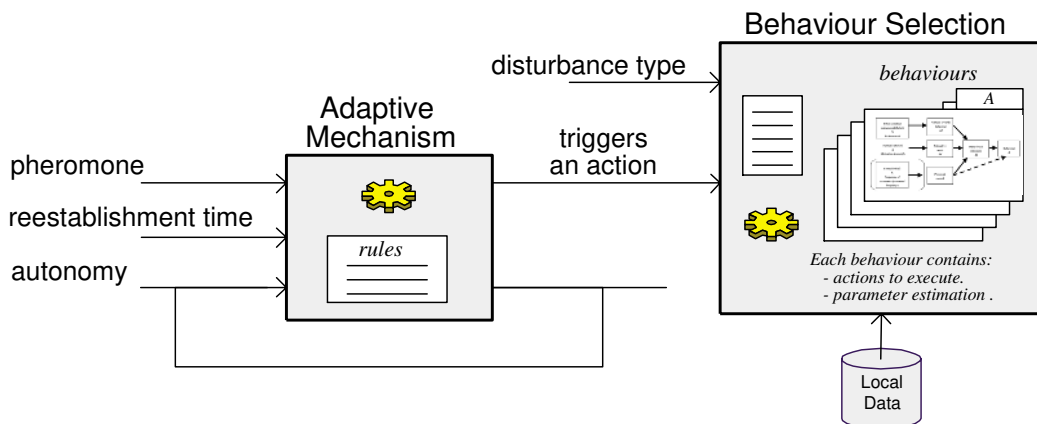 Behaviour Selection
disturbance type
behaviours
A
Adaptive
Mechanism
triggers
an action
pheromone
reestablishment time
rules
autonomy
Each behaviour contains:
- actions to execute.
- parameter estimation .
Local
Data